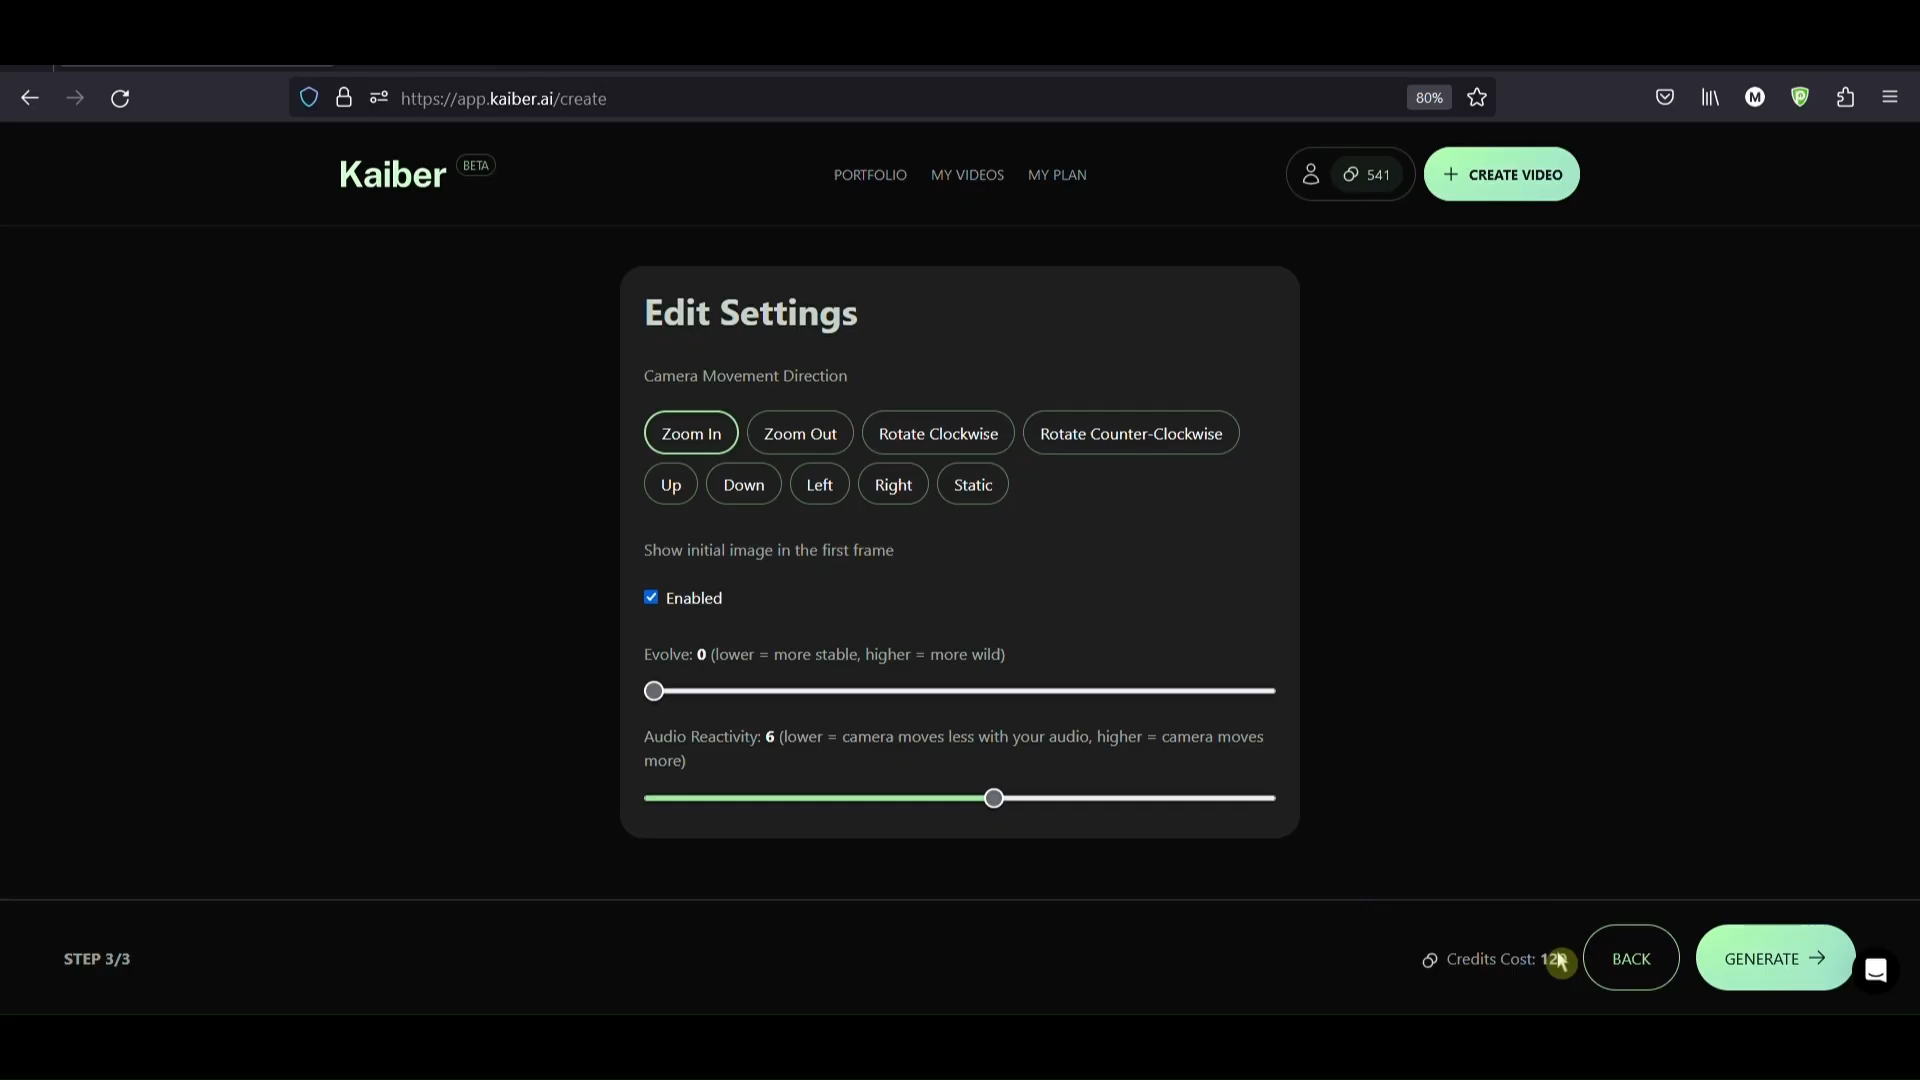 https://app.kaiber.ai/create
80%
M
Kaiber BETA
PORTFOLIO MY VIDEOS MY PLAN
541
+ CREATE VIDEO
Edit Settings
Camera Movement Direction
Zoom In Zoom Out Rotate Clockwise Rotate Counter-Clockwise
Up Down Left Right Static
Show initial image in the first frame
Enabled
Evolve: 0 (lower = more stable, higher = more wild)
Audio Reactivity: 6 (lower = camera moves less with your audio, higher = camera moves
more)
STEP 3/3
Credits Cost:
BACK
GENERATE →